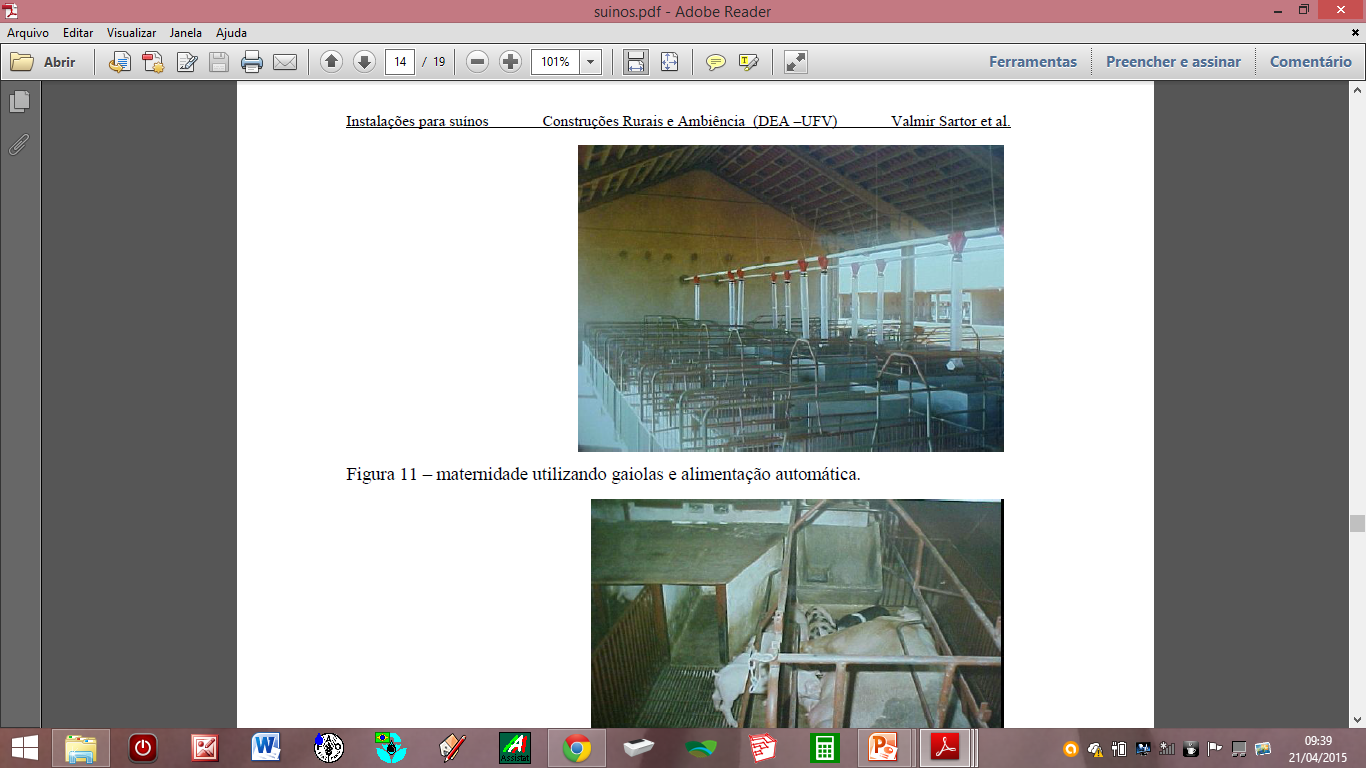 suinos.pdf - Adobe Reader
Arquivo Editar Visualizar Janela Ajuda
Abrir 14 / 19 101% Ferramentas Preencher e assinar Comentário
Instalações para suínos Construções Rurais e Ambiência (DEA –UFV) Valmir Sartor et al.
Figura 11 – maternidade utilizando gaiolas e alimentação automática.
Assistat
09:39
21/04/2015